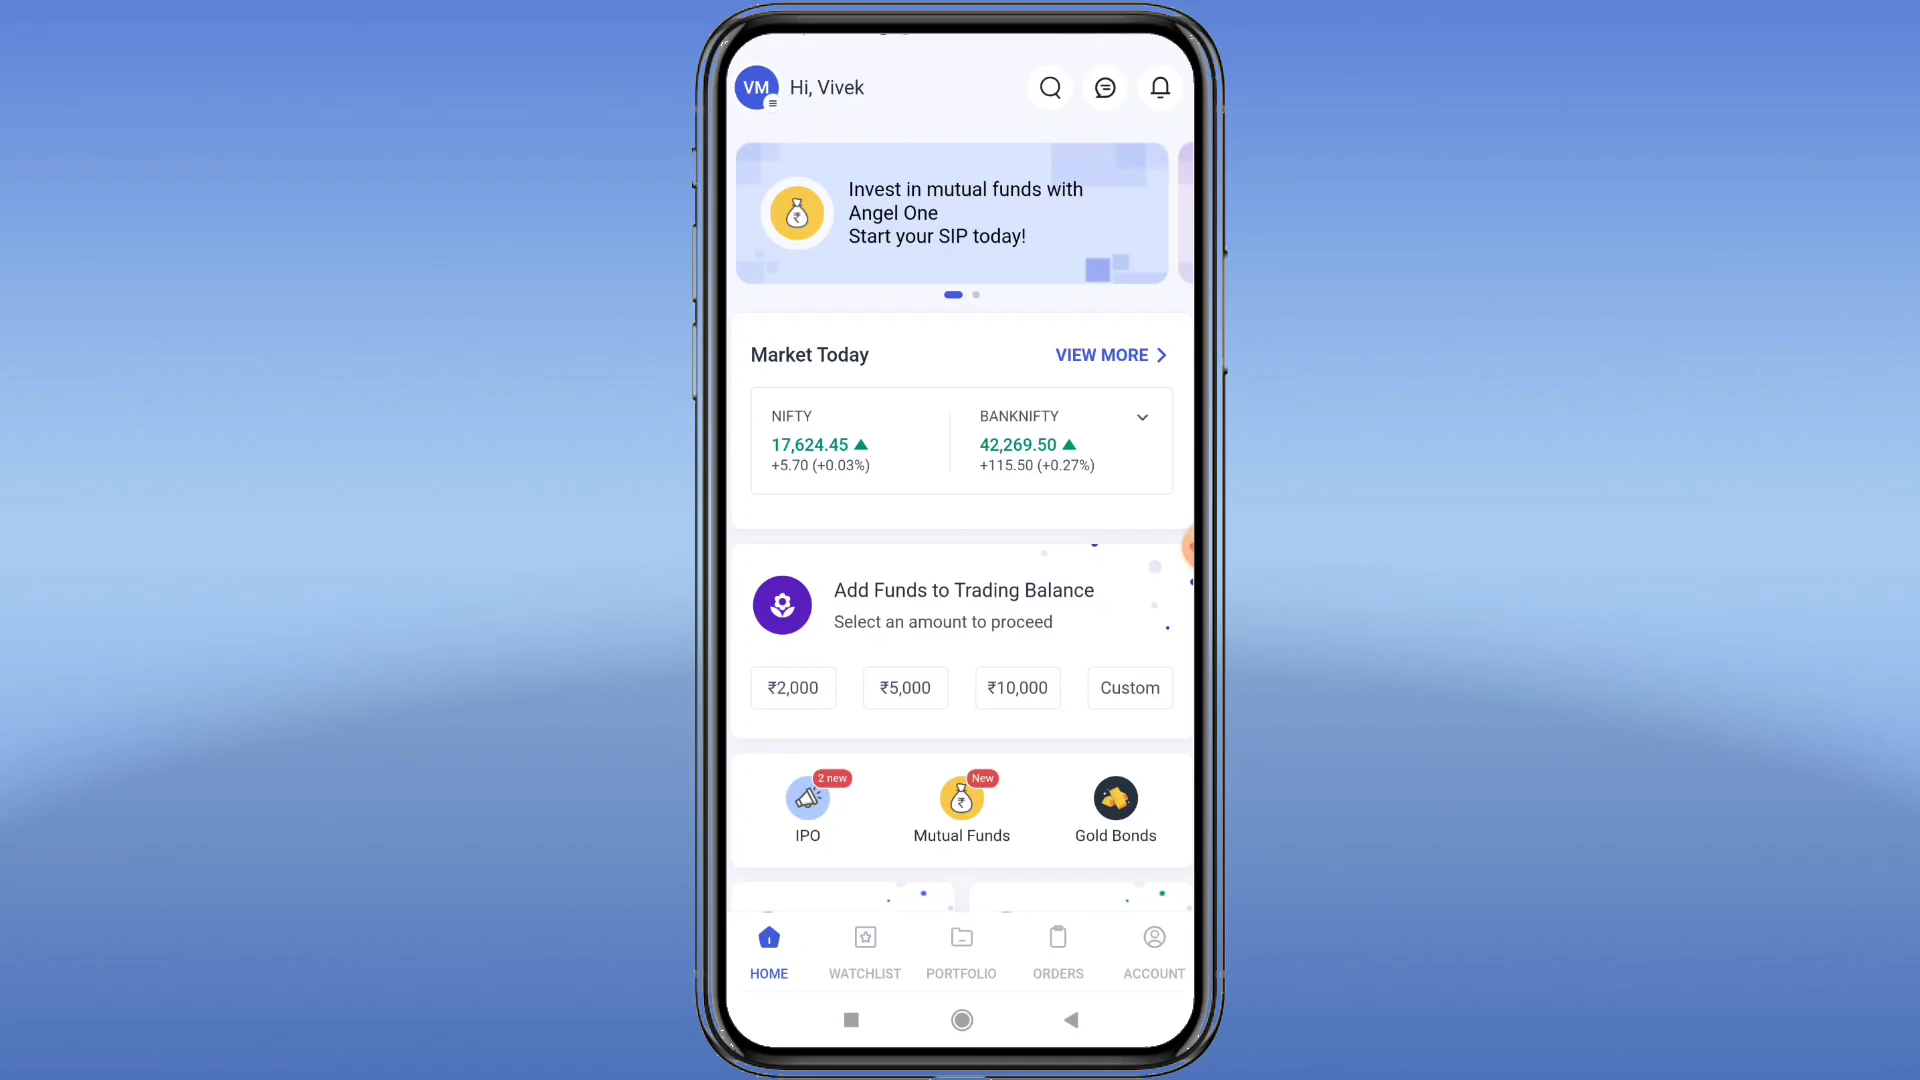 VM
Hi, Vivek
Invest in mutual funds with
Angel One
Start your SIP today!
Market Today
VIEW MORE
NIFTY
17,624.45
+5.70 (+0.03%)
BANKNIFTY
42,269.50
+115.50 (+0.27%)
Add Funds to Trading Balance
Select an amount to proceed
₹2,000
₹5,000
₹10,000
Custom
2 new
IPO
New
₹
Mutual Funds
Gold Bonds
HOME
WATCHLIST
PORTFOLIO
ORDERS
ACCOUNT